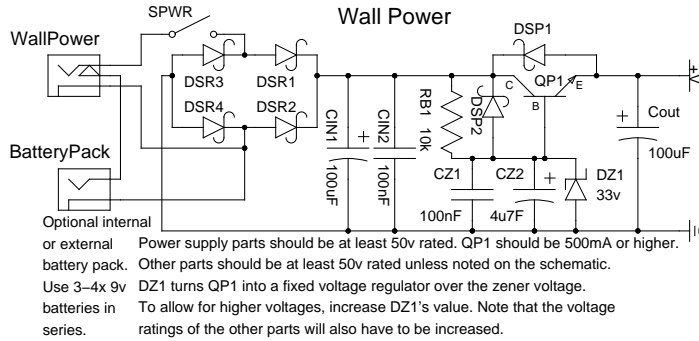 SPWR
Wall Power
DSP1
WallPower
DSR3
DSR1
QP1
C
E
B
DSR4
DSR2
RB1
10k
DSP2
CIN1
100uF
CIN2
100nF
Cout
100uF
BatteryPack
CZ1
CZ2
DZ1
33v
100nF
4u7F
Optional internal
or external
battery pack.
Use 3–4x 9v
batteries in
series.
Power supply parts should be at least 50v rated. QP1 should be 500mA or higher.
Other parts should be at least 50v rated unless noted on the schematic.
DZ1 turns QP1 into a fixed voltage regulator over the zener voltage.
To allow for higher voltages, increase DZ1's value. Note that the voltage
ratings of the other parts will also have to be increased.